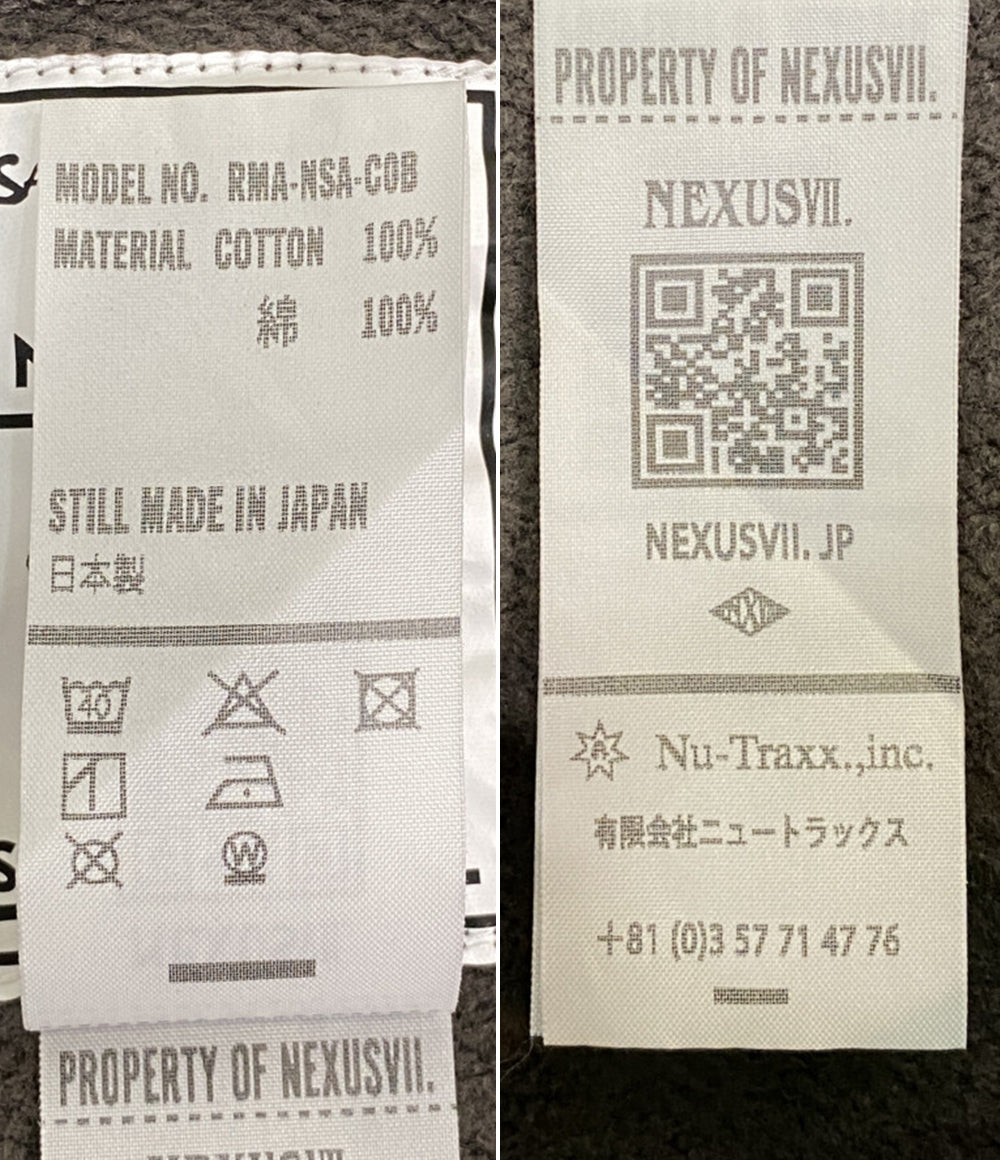 MODEL NO. RMA-NSA-COB
MATERIAL COTTON 100%
綿 100%
STILL MADE IN JAPAN
日本製
40
W
PROPERTY OF NEXUSVII.
PROPERTY OF NEXUSVII.
NEXUSVII.
NEXUSVII. JP
A Nu-Traxx.,inc.
有限会社ニュートラックス
+81 (0)3 57 71 47 76